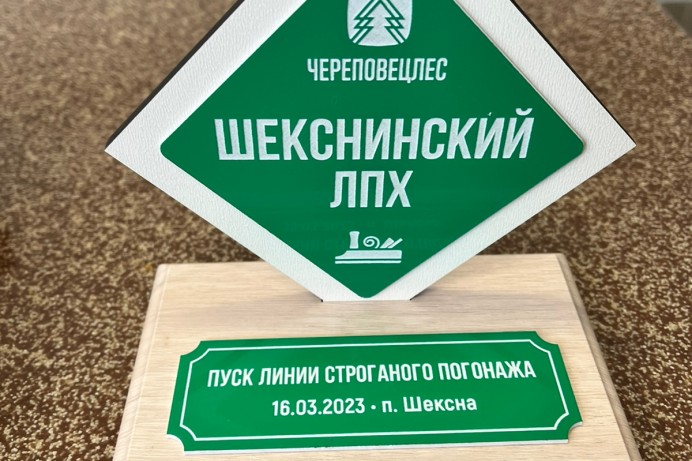 ЧЕРЕПОВЕЦЛЕС
ШЕКСНИНСКИЙ
ЛПХ
ПУСК ЛИНИИ СТРОГАНОГО ПОГОНАЖА
16.03.2023 • п. Шексна